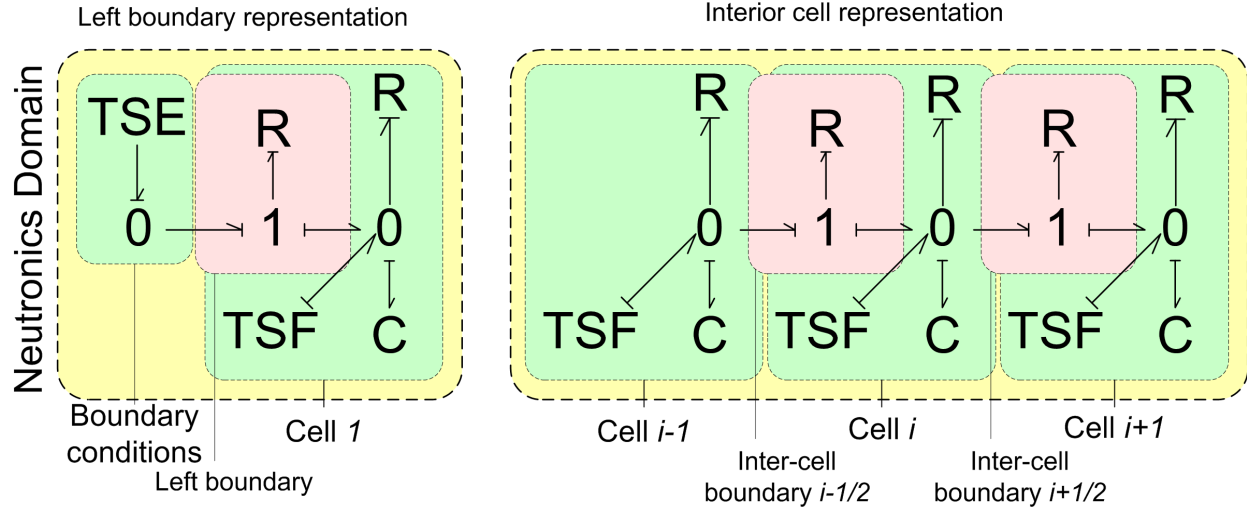 Left boundary representation
Interior cell representation
Neutronics Domain
TSE
R
R
0
1
0
TSF
C
R
R
R
R
R
0
1
0
1
0
TSF
C
TSF
C
TSF
C
Boundary
conditions
Cell 1
Left boundary
Cell i-1
Cell i
Cell i+1
Inter-cell
boundary i-1/2
Inter-cell
boundary i+1/2